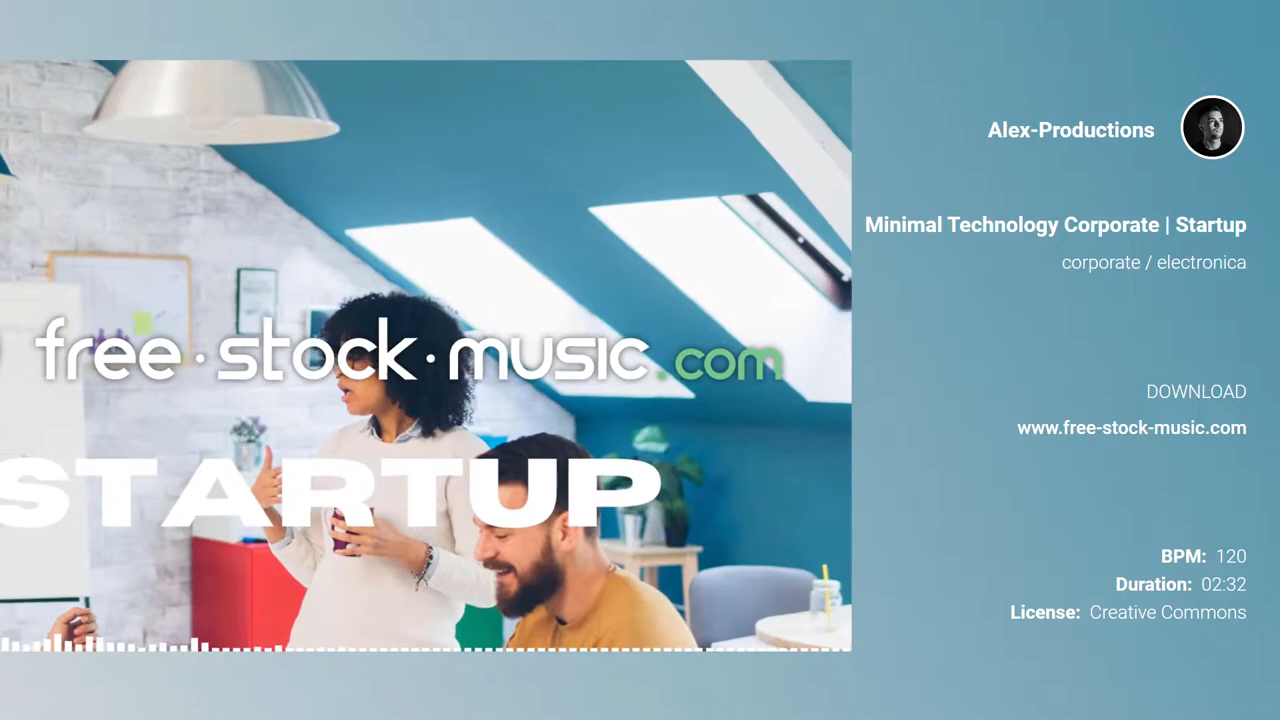 free·stock·music.com
STARTUP
Alex-Productions
Minimal Technology Corporate | Startup
corporate / electronica
DOWNLOAD
www.free-stock-music.com
BPM: 120
Duration: 02:32
License: Creative Commons